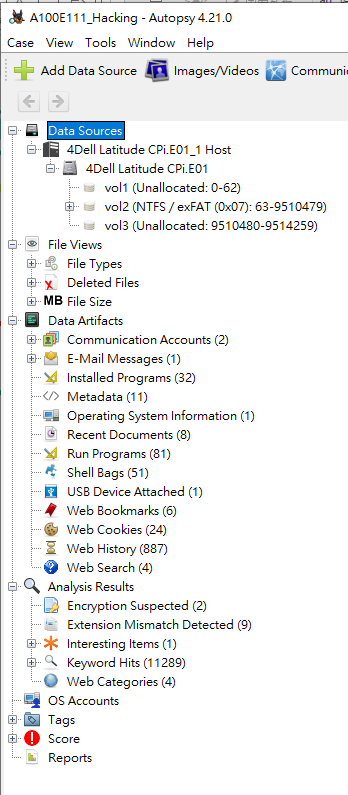 A100E111_Hacking - Autopsy 4.21.0
Case View Tools Window Help
Add Data Source Images/Videos Communi
Data Sources
4Dell Latitude CPi.E01_1 Host
4Dell Latitude CPi.E01
vol1 (Unallocated: 0-62)
vol2 (NTFS / exFAT (0x07): 63-9510479)
vol3 (Unallocated: 9510480-9514259)
File Views
File Types
Deleted Files
MB File Size
Data Artifacts
Communication Accounts (2)
E-Mail Messages (1)
Installed Programs (32)
Metadata (11)
Operating System Information (1)
Recent Documents (8)
Run Programs (81)
Shell Bags (51)
USB Device Attached (1)
Web Bookmarks (6)
Web Cookies (24)
Web History (887)
Web Search (4)
Analysis Results
Encryption Suspected (2)
Extension Mismatch Detected (9)
Interesting Items (1)
Keyword Hits (11289)
Web Categories (4)
OS Accounts
Tags
Score
Reports